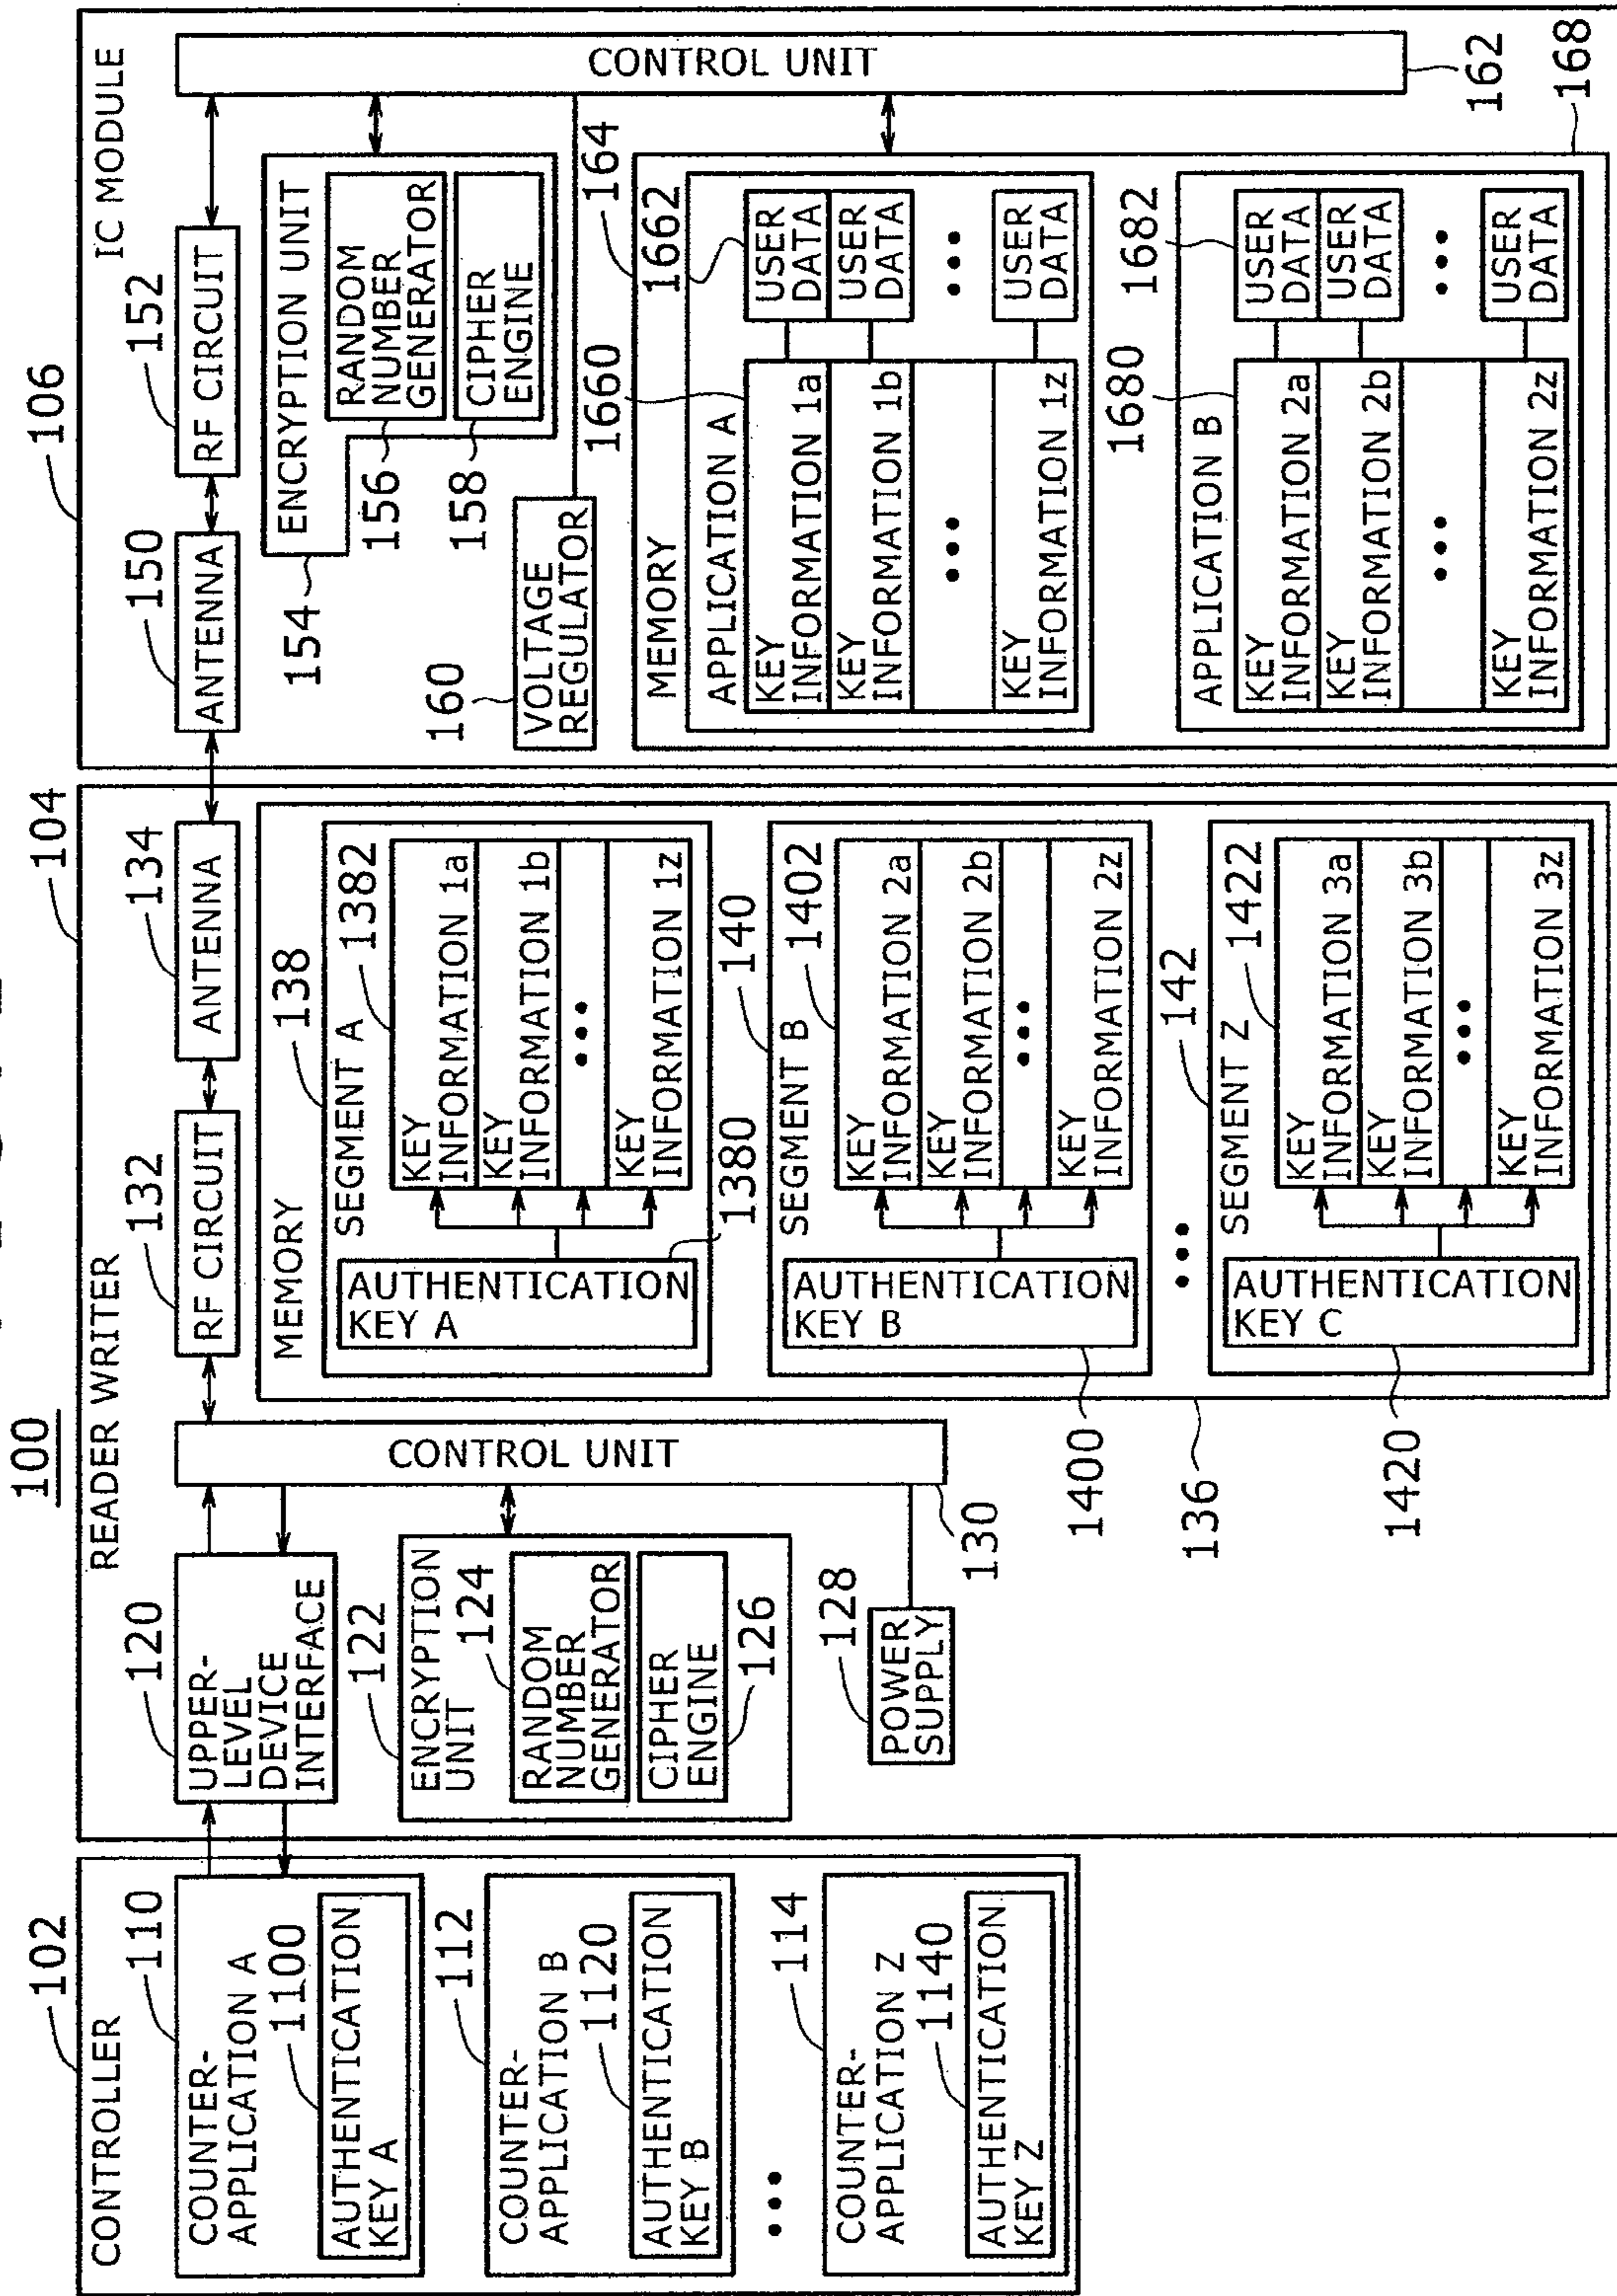 100
102
CONTROLLER
110
COUNTER-
APPLICATION A
1100
AUTHENTICATION
KEY A
112
COUNTER-
APPLICATION B
1120
AUTHENTICATION
KEY B
•••
114
COUNTER-
APPLICATION Z
1140
AUTHENTICATION
KEY Z
104
READER WRITER
120
UPPER-
LEVEL
DEVICE
INTERFACE
122
ENCRYPTION
UNIT
124
RANDOM
NUMBER
GENERATOR
CIPHER
ENGINE
126
128
POWER
SUPPLY
CONTROL UNIT
130
132
RF CIRCUIT
134
ANTENNA
MEMORY
138
SEGMENT A
1382
AUTHENTICATION
KEY A
KEY
INFORMATION 1a
KEY
INFORMATION 1b
•••
KEY
INFORMATION 1z
1380
140
SEGMENT B
1402
AUTHENTICATION
KEY B
KEY
INFORMATION 2a
KEY
INFORMATION 2b
•••
KEY
INFORMATION 2z
1400
•••
142
SEGMENT Z
1422
AUTHENTICATION
KEY C
KEY
INFORMATION 3a
KEY
INFORMATION 3b
•••
KEY
INFORMATION 3z
1420
136
106
IC MODULE
150
ANTENNA
152
RF CIRCUIT
154
ENCRYPTION UNIT
RANDOM
NUMBER
GENERATOR
156
CIPHER
ENGINE
158
160
VOLTAGE
REGULATOR
CONTROL UNIT
162
164
MEMORY
APPLICATION A
1660
1662
KEY
INFORMATION 1a
USER
DATA
KEY
INFORMATION 1b
USER
DATA
•••
•••
KEY
INFORMATION 1z
USER
DATA
168
APPLICATION B
1680
1682
KEY
INFORMATION 2a
USER
DATA
KEY
INFORMATION 2b
USER
DATA
•••
•••
KEY
INFORMATION 2z
USER
DATA